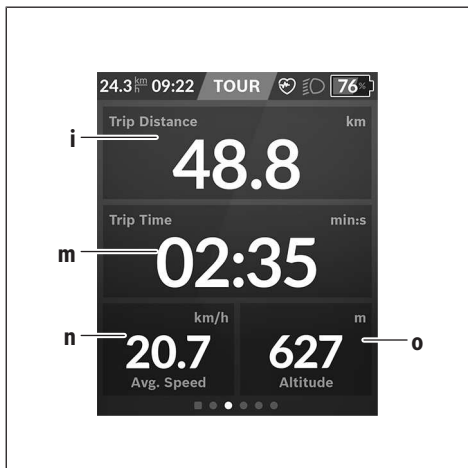 24.3 km/h 09:22 TOUR 76%
Trip Distance km
i
48.8
Trip Time min:s
m
02:35
km/h m
n 20.7 627 o
Avg. Speed Altitude